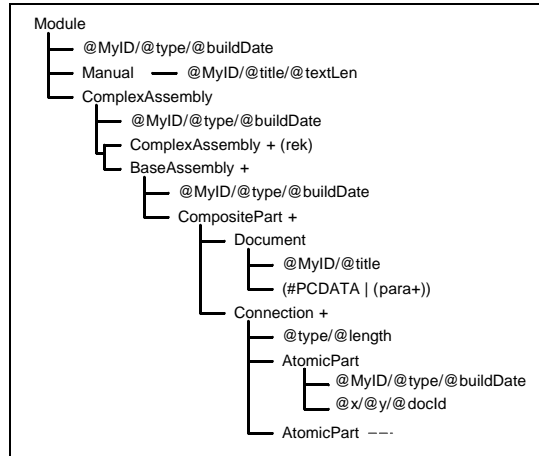 Module
@MyID/@type/@buildDate
Manual @MyID/@title/@textLen
ComplexAssembly
@MyID/@type/@buildDate
ComplexAssembly + (rek)
BaseAssembly +
@MyID/@type/@buildDate
CompositePart +
Document
@MyID/@title
(#PCDATA | (para+))
Connection +
@type/@length
AtomicPart
@MyID/@type/@buildDate
@x/@y/@docId
AtomicPart